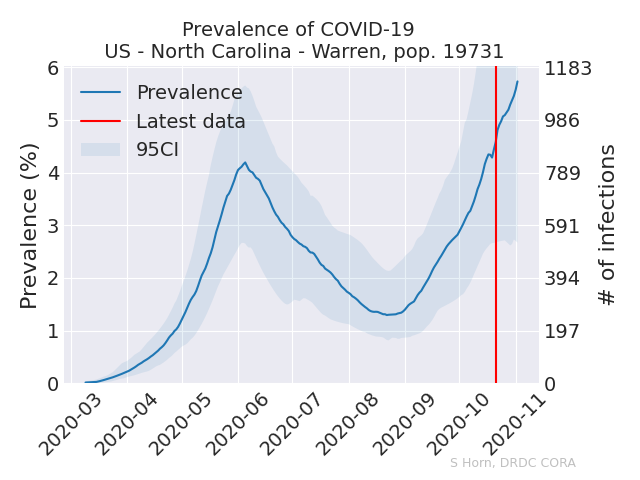 Prevalence of COVID-19
US - North Carolina - Warren, pop. 19731
Prevalence (%)
6
5
4
3
2
1
0
Prevalence
Latest data
95CI
1183
986
789
591
394
197
0
# of infections
2020-03
2020-04
2020-05
2020-06
2020-07
2020-08
2020-09
2020-10
2020-11
S Horn, DRDC CORA